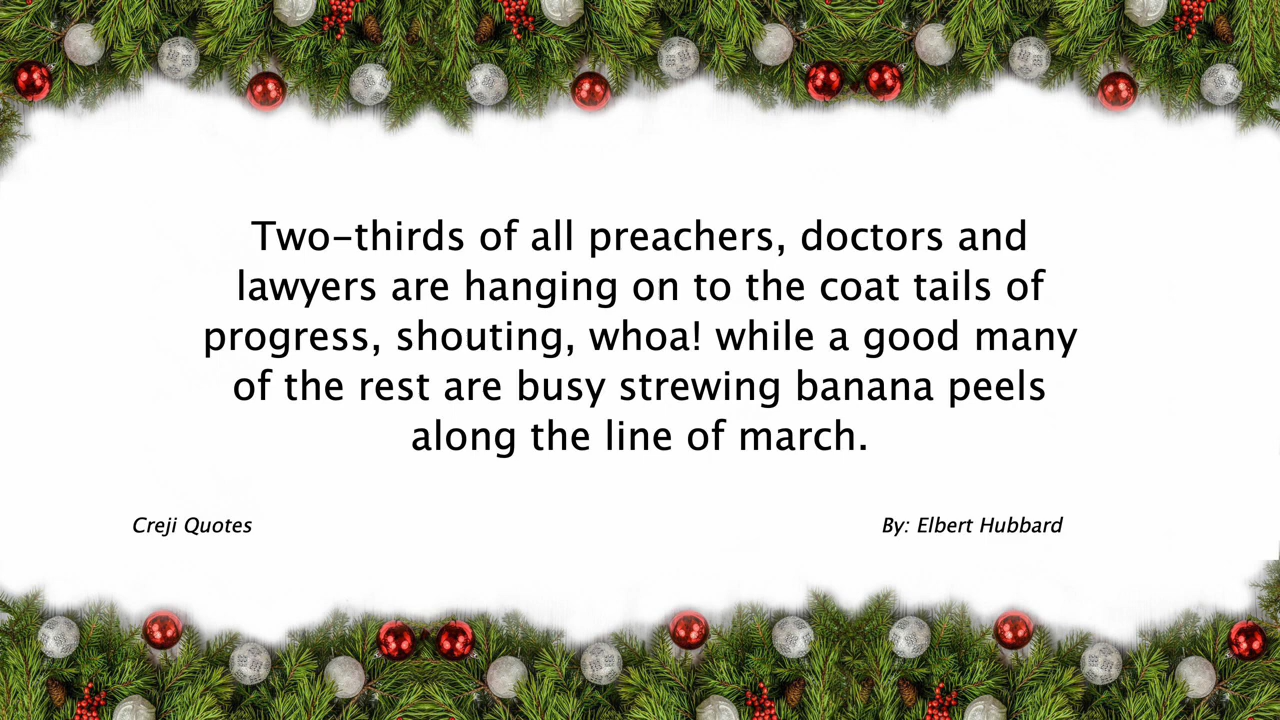 Two-thirds of all preachers, doctors and
lawyers are hanging on to the coat tails of
progress, shouting, whoa! while a good many
of the rest are busy strewing banana peels
along the line of march.
Creji Quotes
By: Elbert Hubbard